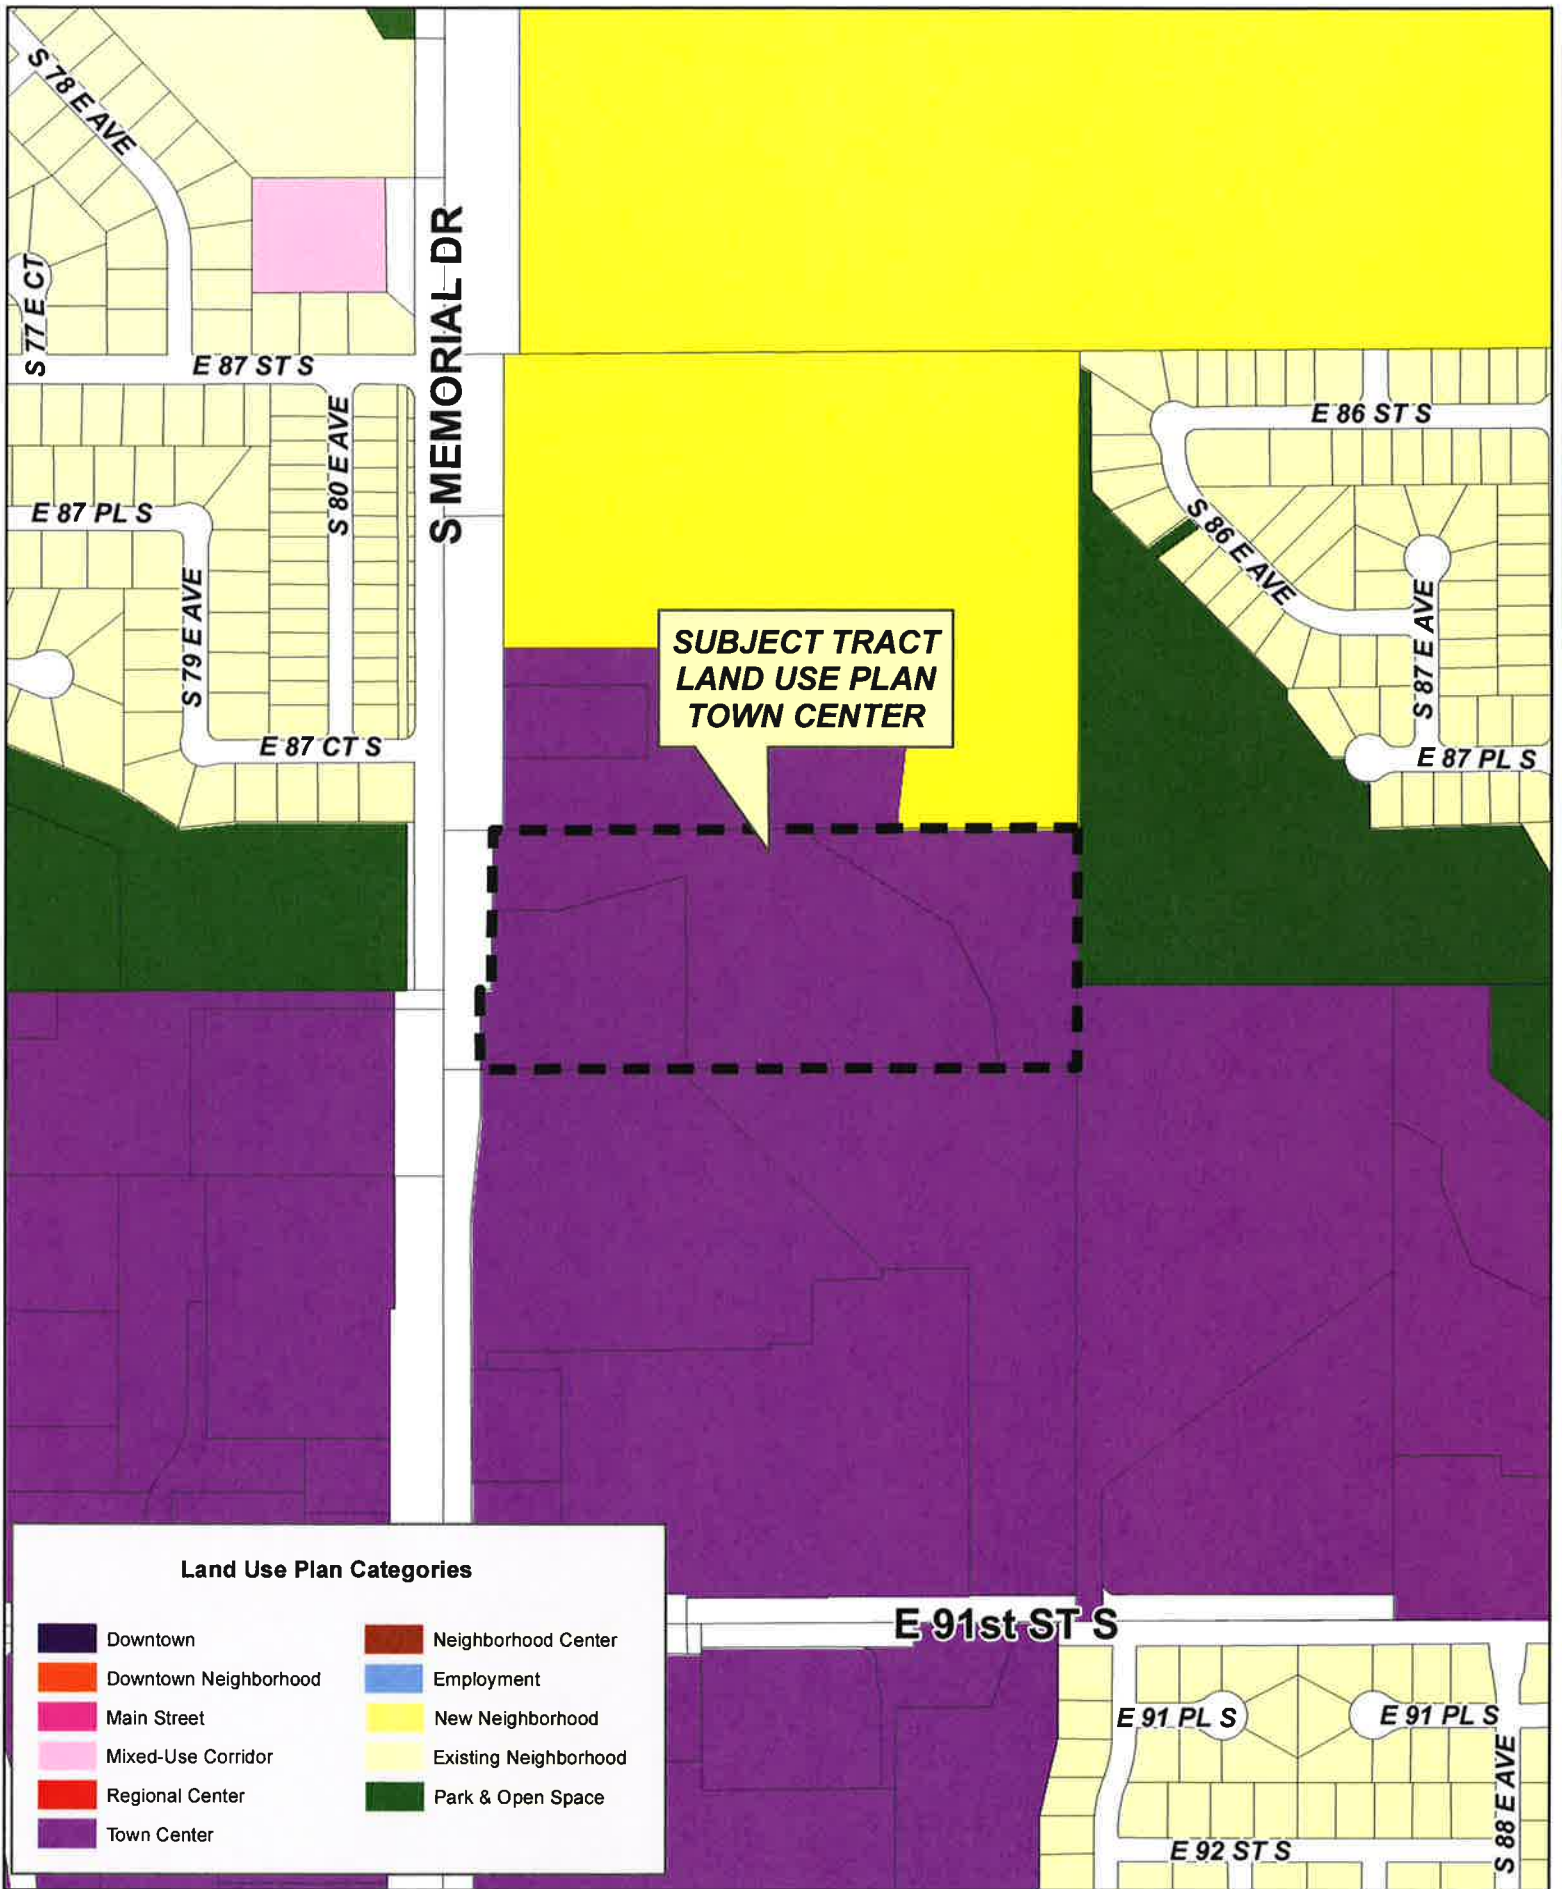 S 78 E AVE
S 77 E CT
E 87 ST S
S MEMORIAL DR
S 80 E AVE
E 87 PL S
S 79 E AVE
E 87 CT S
E 86 ST S
S 86 E AVE
S 87 E AVE
E 87 PL S
SUBJECT TRACT
LAND USE PLAN
TOWN CENTER
E 91st ST S
E 91 PL S
E 91 PL S
S 88 E AVE
E 92 ST S
Land Use Plan Categories
Downtown
Downtown Neighborhood
Main Street
Mixed-Use Corridor
Regional Center
Town Center
Neighborhood Center
Employment
New Neighborhood
Existing Neighborhood
Park & Open Space